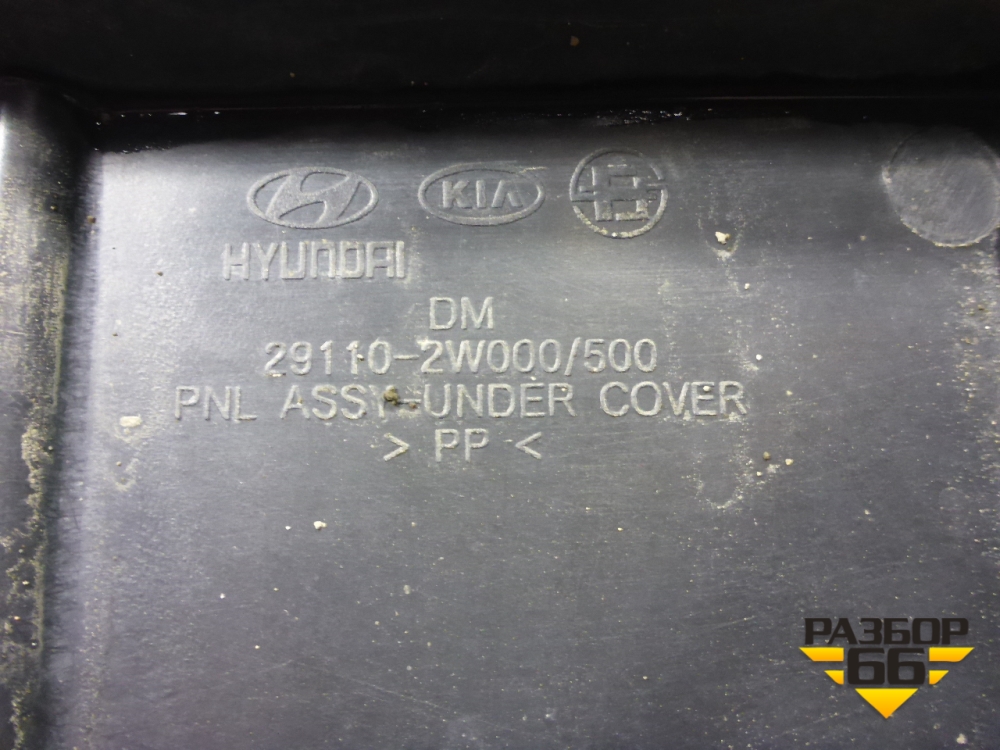 KIA
HYUNDAI
DM
29110-2W000/500
PNL ASSY-UNDER COVER
> PP <
РАЗБОР
66